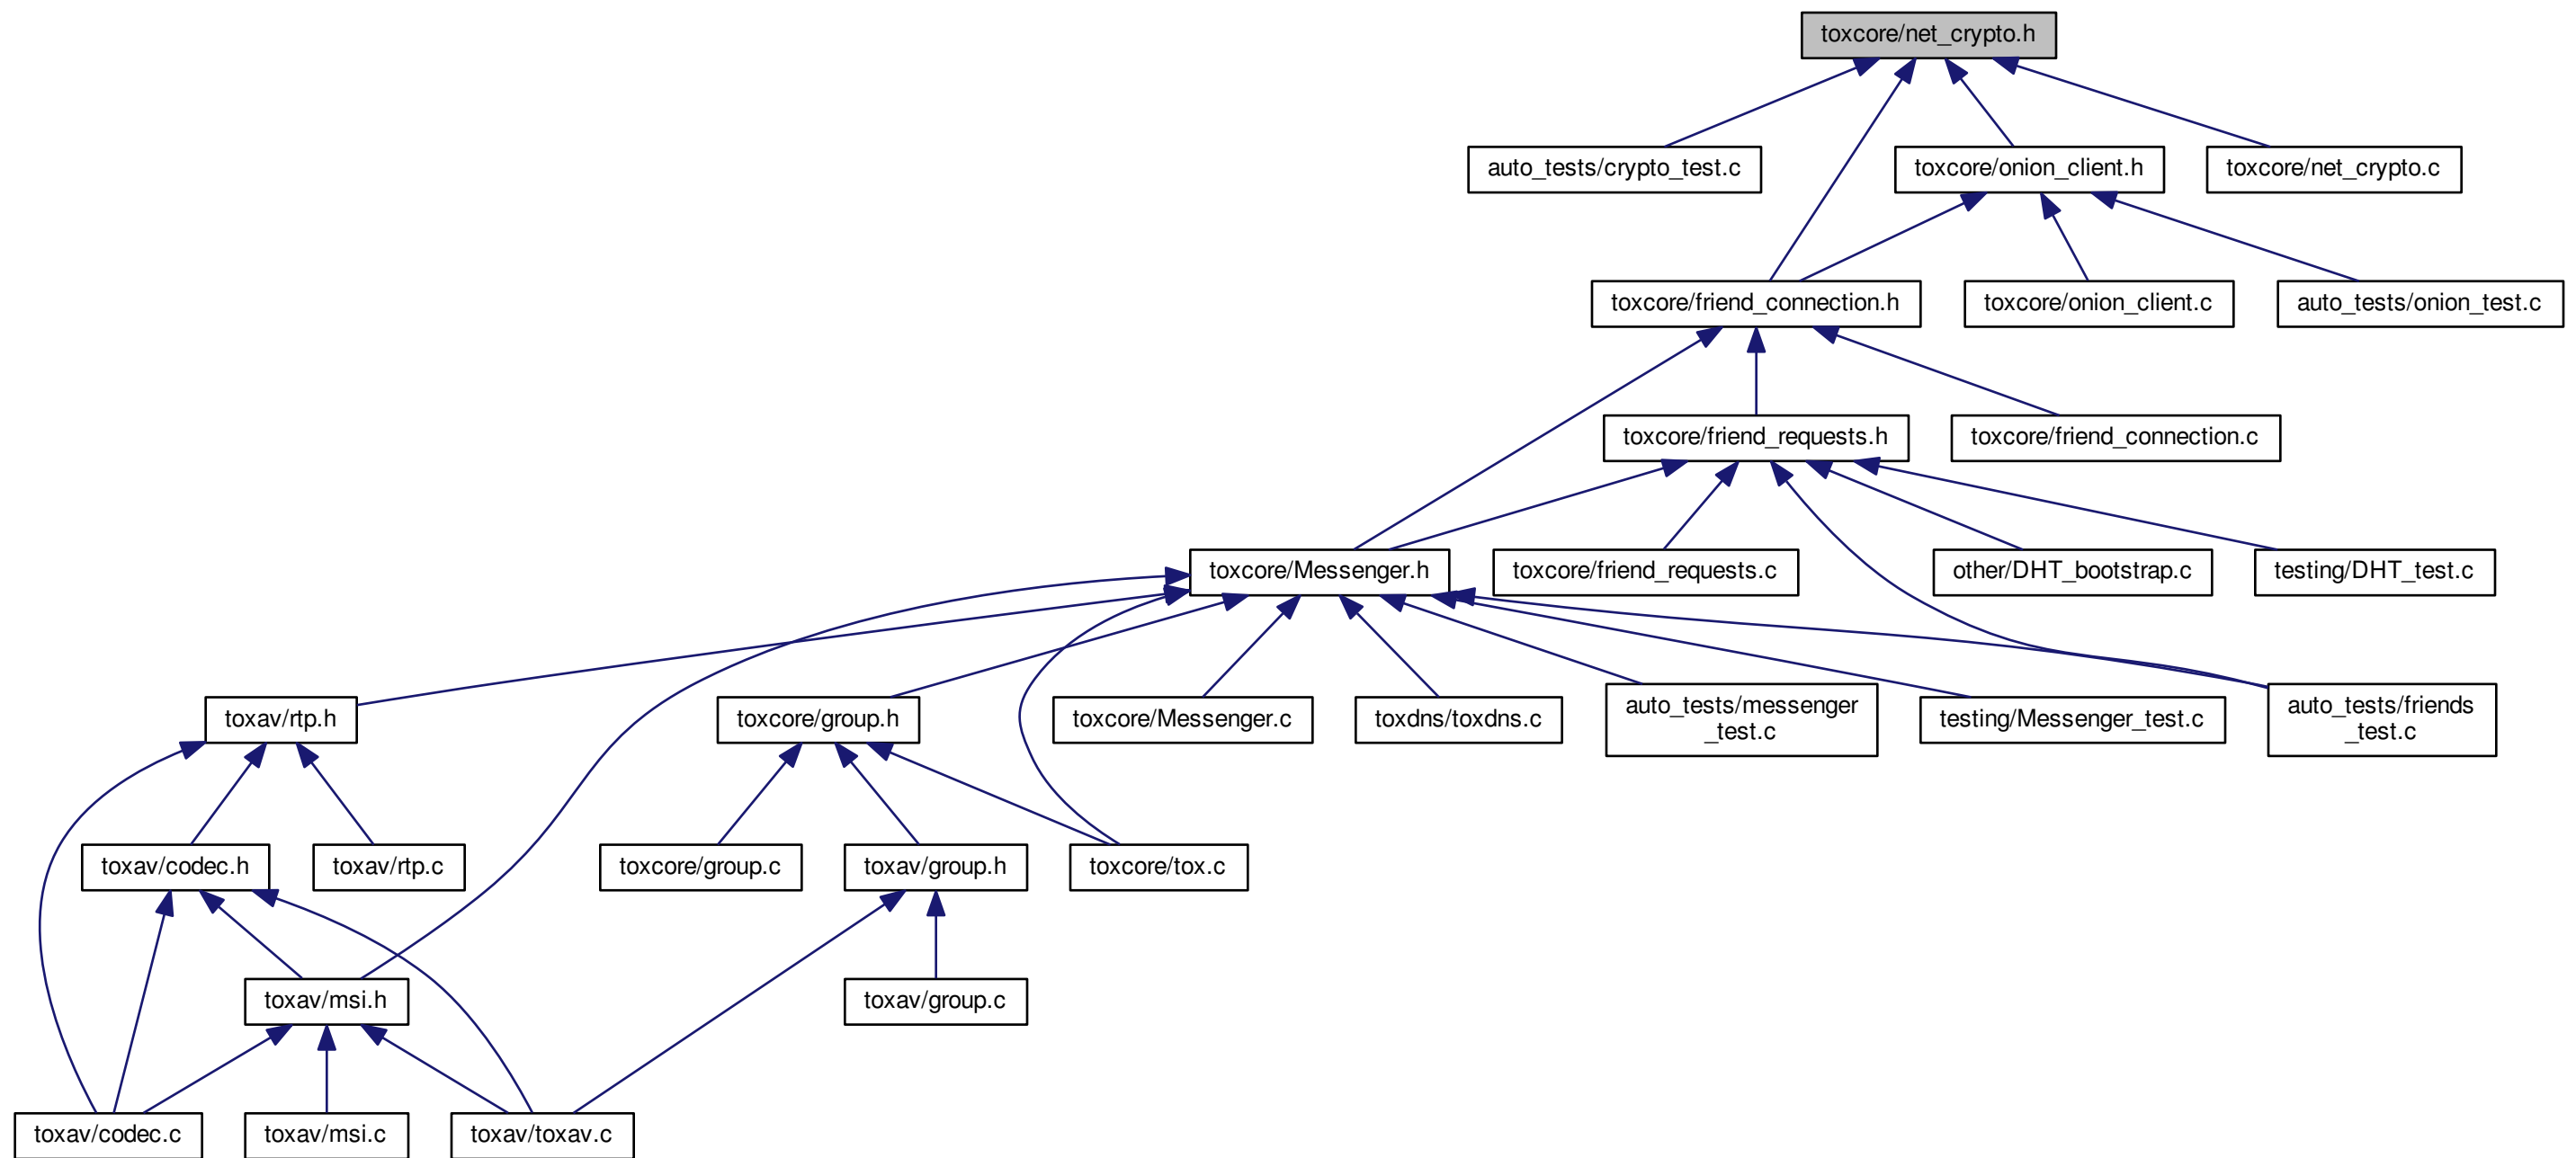 toxcore/net_crypto.h
auto_tests/crypto_test.c
toxcore/onion_client.h
toxcore/net_crypto.c
toxcore/friend_connection.h
toxcore/onion_client.c
auto_tests/onion_test.c
toxcore/friend_requests.h
toxcore/friend_connection.c
toxcore/Messenger.h
toxcore/friend_requests.c
other/DHT_bootstrap.c
testing/DHT_test.c
toxav/rtp.h
toxcore/group.h
toxcore/Messenger.c
toxdns/toxdns.c
auto_tests/messenger
_test.c
testing/Messenger_test.c
auto_tests/friends
_test.c
toxav/codec.h
toxav/rtp.c
toxcore/group.c
toxav/group.h
toxcore/tox.c
toxav/msi.h
toxav/group.c
toxav/codec.c
toxav/msi.c
toxav/toxav.c